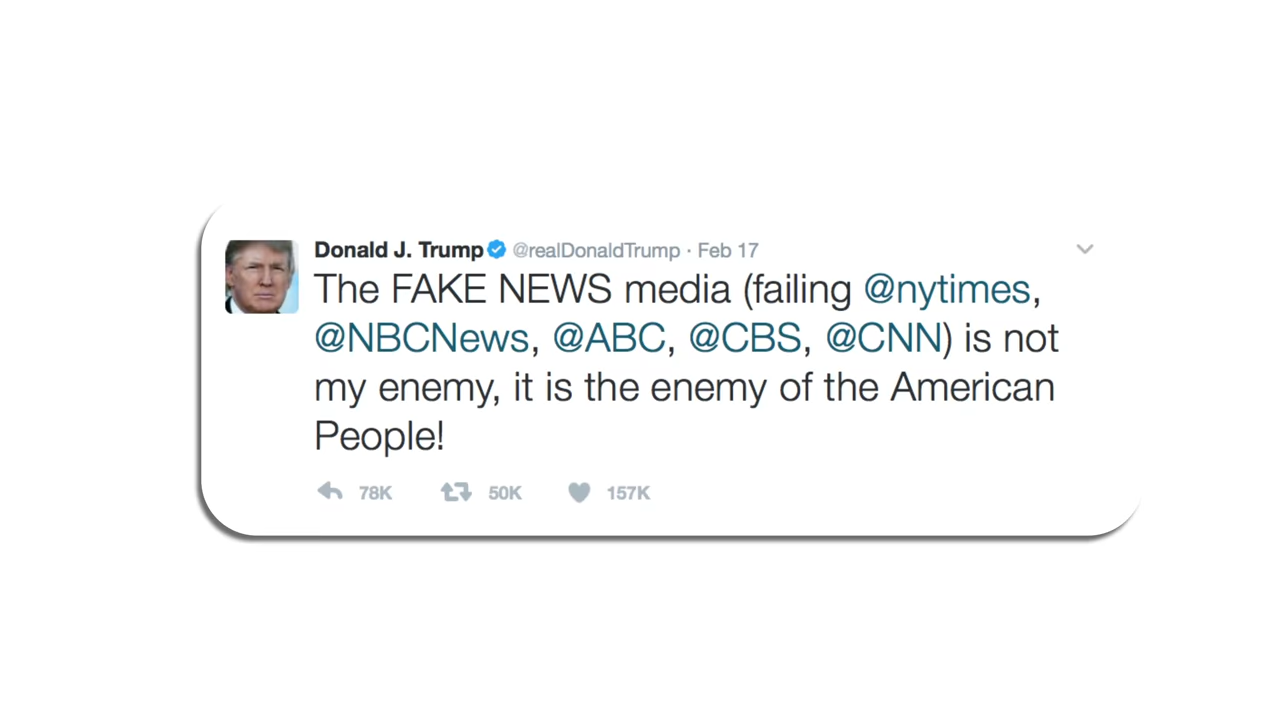 Donald J. Trump @realDonaldTrump · Feb 17
The FAKE NEWS media (failing @nytimes,
@NBCNews, @ABC, @CBS, @CNN) is not
my enemy, it is the enemy of the American
People!
78K 50K 157K